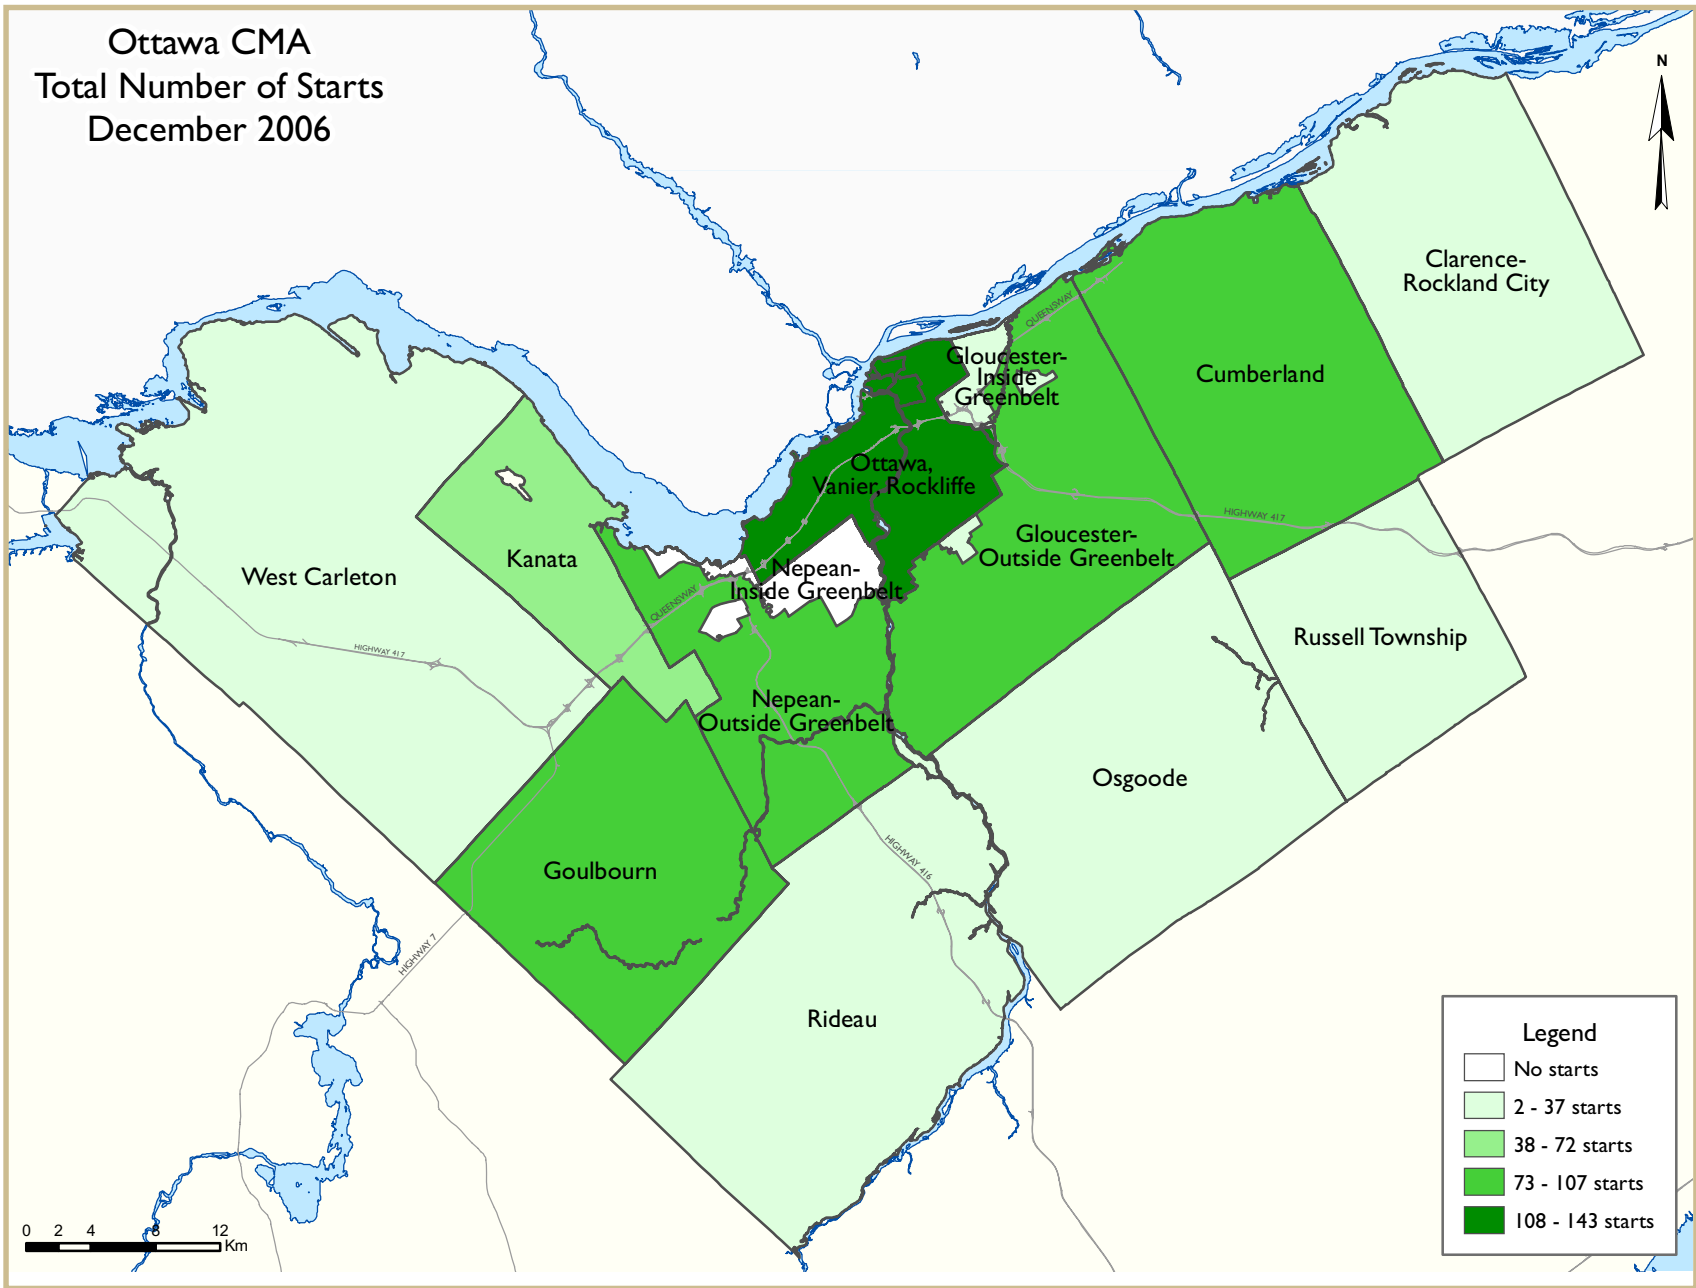 Ottawa CMA
Total Number of Starts
December 2006
N
Clarence-
Rockland City
QUEENSWAY
Gloucester-
Inside
Greenbelt
Cumberland
Ottawa,
Vanier, Rockliffe
HIGHWAY 417
Gloucester-
Outside Greenbelt
Kanata
West Carleton
Nepean-
Inside Greenbelt
QUEENSWAY
Russell Township
HIGHWAY 417
Nepean-
Outside Greenbelt
Osgoode
Goulbourn
HIGHWAY 416
HIGHWAY 7
Rideau
Legend
No starts
2 - 37 starts
38 - 72 starts
73 - 107 starts
108 - 143 starts
0 2 4 8 12
Km